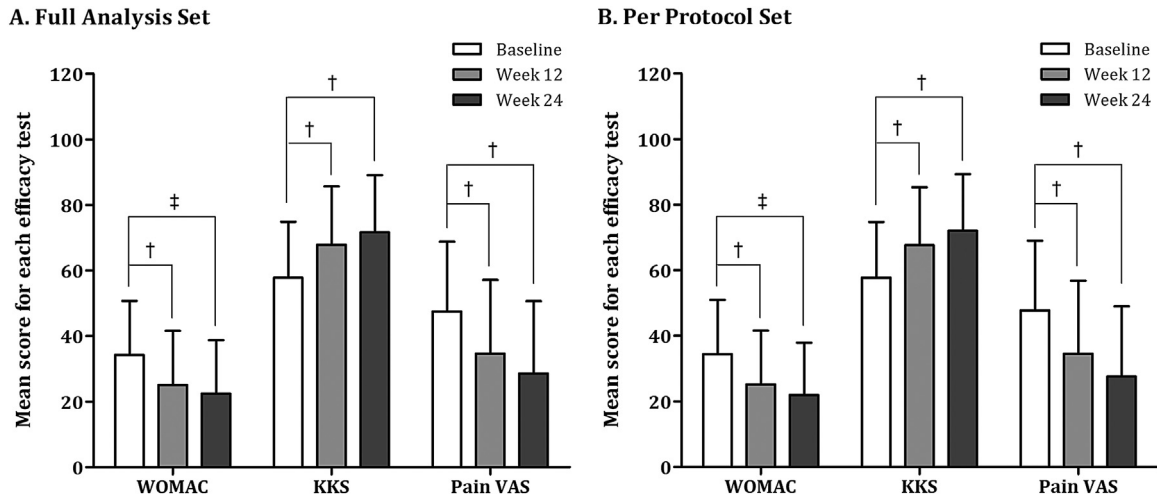 A. Full Analysis Set
Baseline
Week 12
Week 24
Mean score for each efficacy test
120
100
80
60
40
20
0
‡
†
†
†
†
†
WOMAC
KKS
Pain VAS
B. Per Protocol Set
Baseline
Week 12
Week 24
Mean score for each efficacy test
120
100
80
60
40
20
0
‡
†
†
†
†
†
WOMAC
KKS
Pain VAS